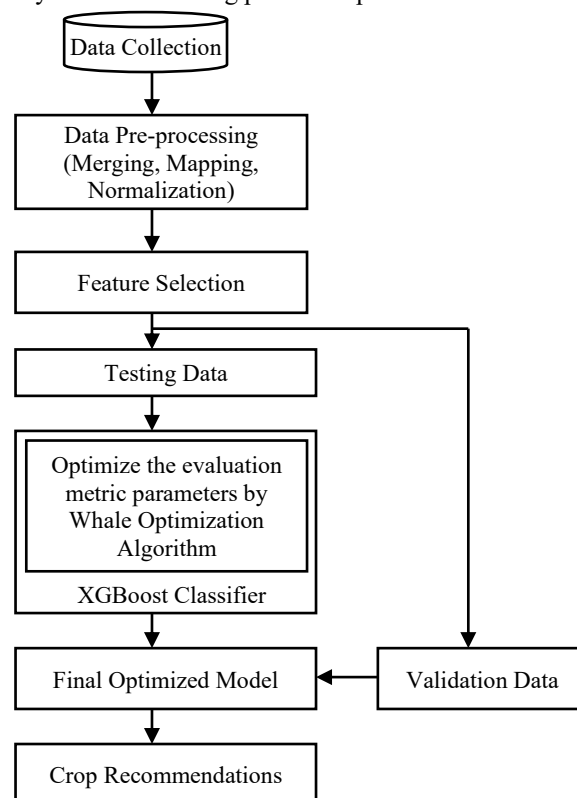 Data Collection
Data Pre-processing
(Merging, Mapping,
Normalization)
Feature Selection
Testing Data
Optimize the evaluation
metric parameters by
Whale Optimization
Algorithm
XGBoost Classifier
Final Optimized Model
Validation Data
Crop Recommendations